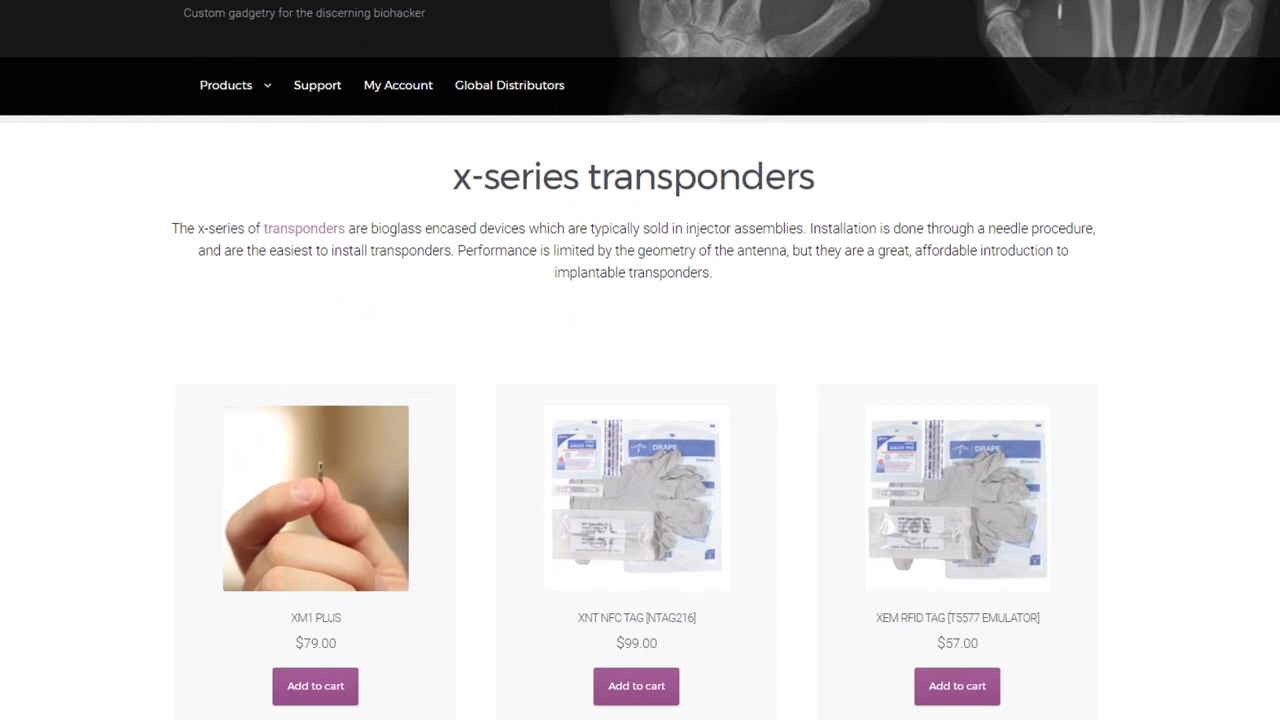 Custom gadgetry for the discerning biohacker
Products Support My Account Global Distributors
x-series transponders
The x-series of transponders are bioglass encased devices which are typically sold in injector assemblies. Installation is done through a needle procedure,
and are the easiest to install transponders. Performance is limited by the geometry of the antenna, but they are a great, affordable introduction to
implantable transponders.
DRAPE
DRAPE
XM1 PLUS
XNT NFC TAG [NTAG216]
XEM RFID TAG [T5577 EMULATOR]
$79.00
$99.00
$57.00
Add to cart
Add to cart
Add to cart